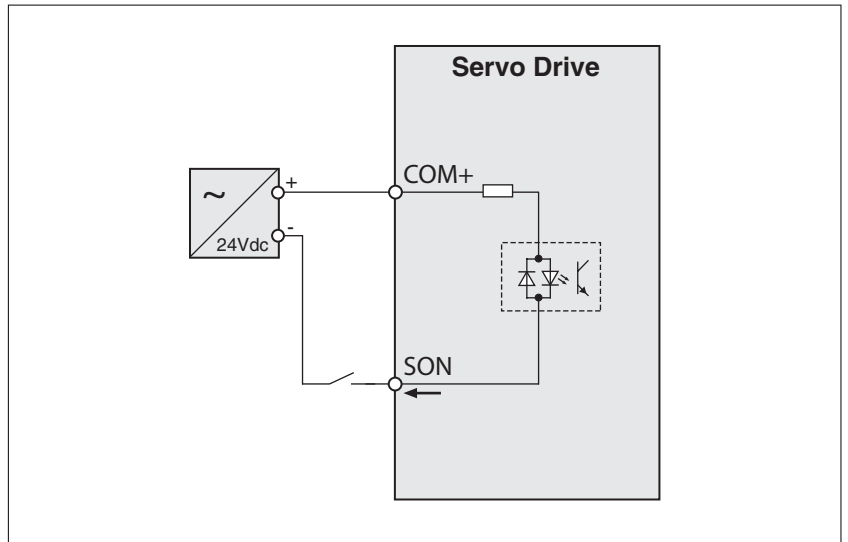 Servo Drive
COM+
+
~
24Vdc
-
SON